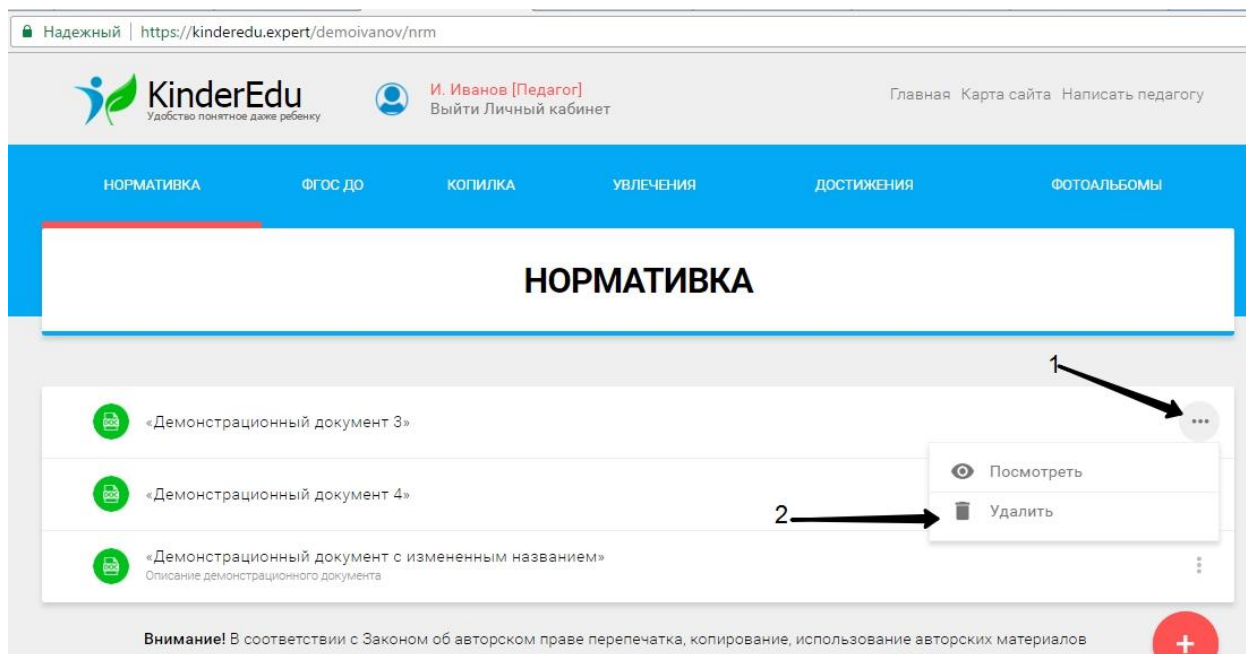 Надежный | https://kinderedu.expert/demoivanov/nrm
KinderEdu
Удобство понятное даже ребенку
И. Иванов [Педагог]
Выйти Личный кабинет
Главная Карта сайта Написать педагогу
НОРМАТИВКА ФГОС ДО КОПИЛКА УВЛЕЧЕНИЯ ДОСТИЖЕНИЯ ФОТОАЛЬБОМЫ
НОРМАТИВКА
1
DOC «Демонстрационный документ 3»
Посмотреть
DOC «Демонстрационный документ 4»
2 Удалить
DOC «Демонстрационный документ с измененным названием»
Описание демонстрационного документа
Внимание! В соответствии с Законом об авторском праве перепечатка, копирование, использование авторских материалов
+